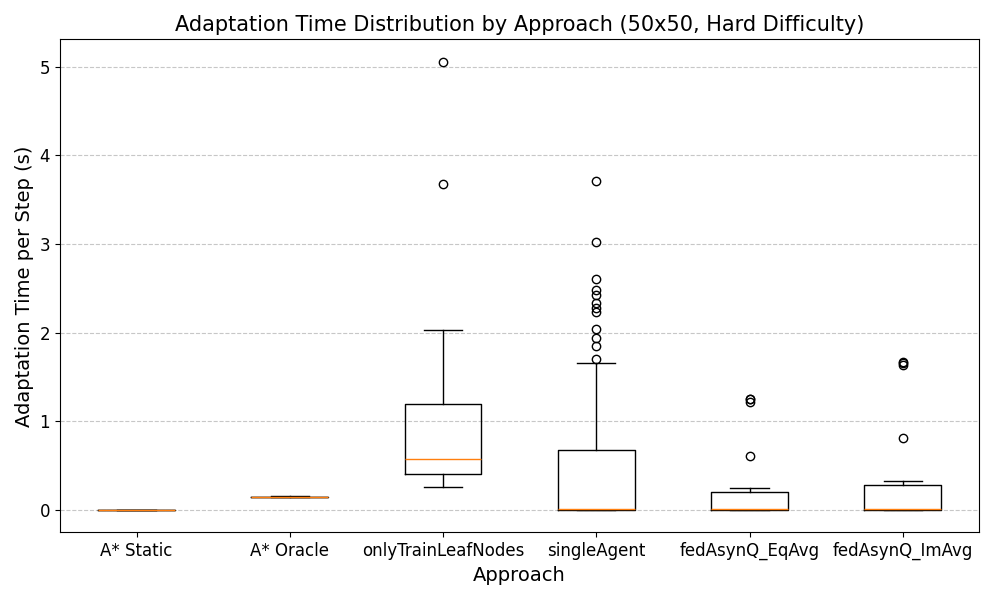 Adaptation Time Distribution by Approach (50x50, Hard Difficulty)
Adaptation Time per Step (s)
5
4
3
2
1
0
A* Static
A* Oracle
onlyTrainLeafNodes
singleAgent
fedAsynQ_EqAvg
fedAsynQ_ImAvg
Approach